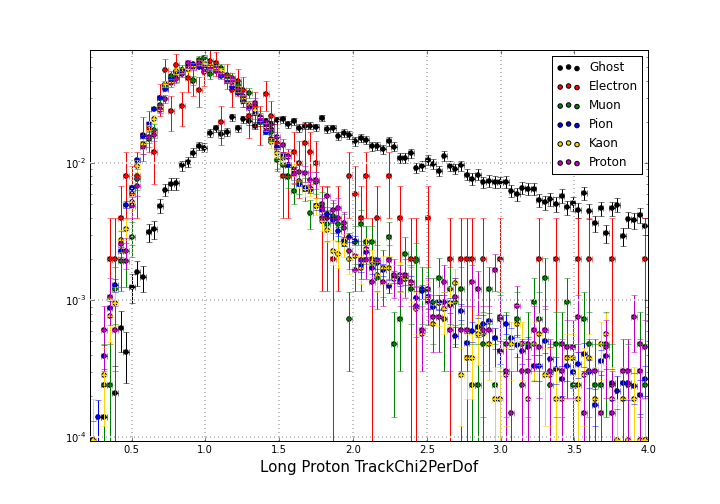 Ghost
Electron
Muon
Pion
Kaon
Proton
10⁻²
10⁻³
10⁻⁴
0.5 1.0 1.5 2.0 2.5 3.0 3.5 4.0
Long Proton TrackChi2PerDof